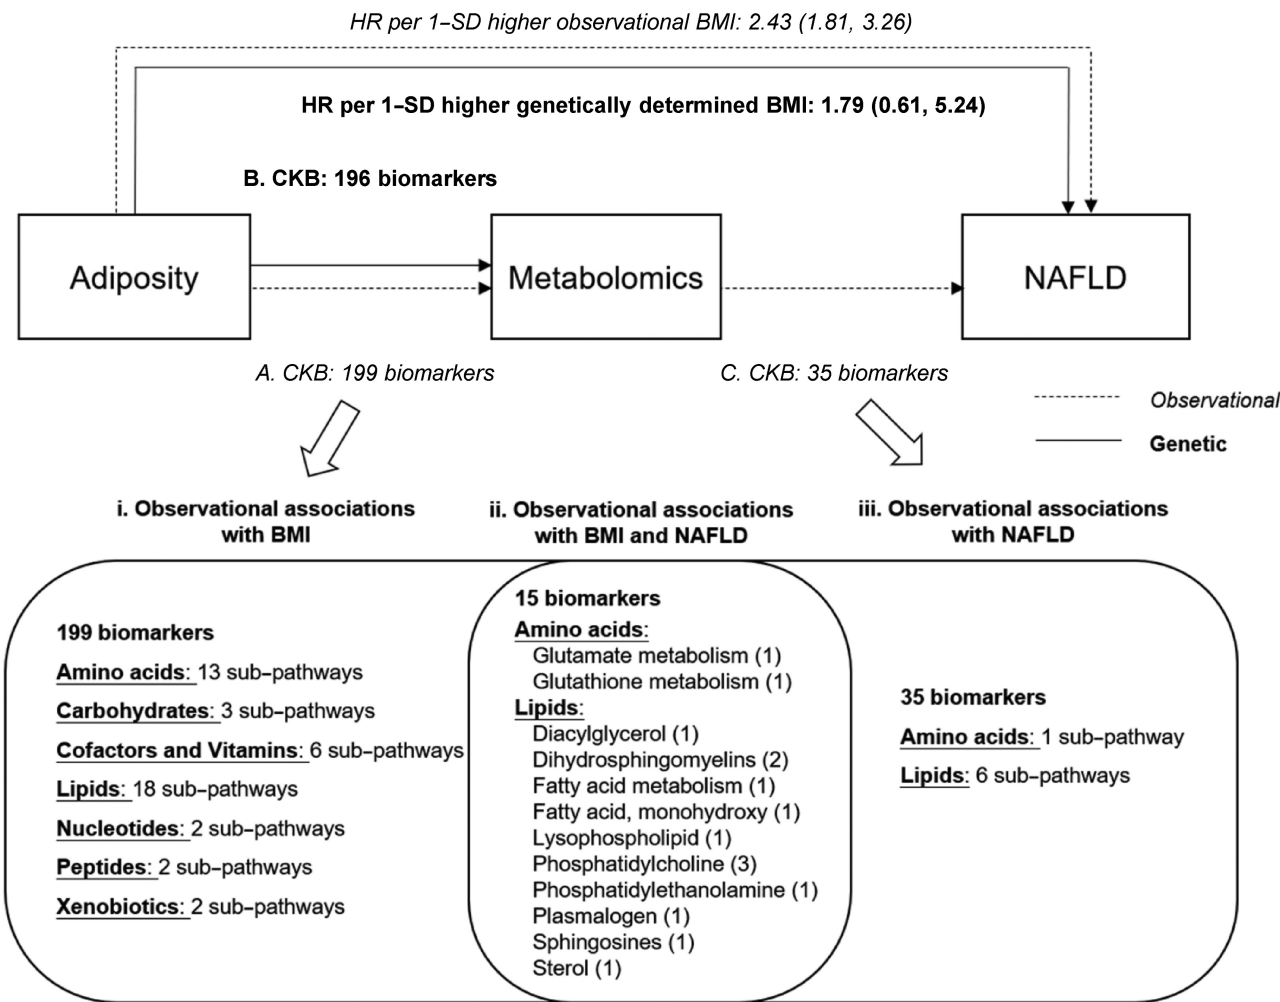 HR per 1–SD higher observational BMI: 2.43 (1.81, 3.26)
HR per 1–SD higher genetically determined BMI: 1.79 (0.61, 5.24)
B. CKB: 196 biomarkers
Adiposity
Metabolomics
NAFLD
A. CKB: 199 biomarkers
C. CKB: 35 biomarkers
Observational
Genetic
i. Observational associations
with BMI
ii. Observational associations
with BMI and NAFLD
iii. Observational associations
with NAFLD
199 biomarkers
Amino acids: 13 sub–pathways
Carbohydrates: 3 sub–pathways
Cofactors and Vitamins: 6 sub–pathways
Lipids: 18 sub–pathways
Nucleotides: 2 sub–pathways
Peptides: 2 sub–pathways
Xenobiotics: 2 sub–pathways
15 biomarkers
Amino acids:
Glutamate metabolism (1)
Glutathione metabolism (1)
Lipids:
Diacylglycerol (1)
Dihydrosphingomyelins (2)
Fatty acid metabolism (1)
Fatty acid, monohydroxy (1)
Lysophospholipid (1)
Phosphatidylcholine (3)
Phosphatidylethanolamine (1)
Plasmalogen (1)
Sphingosines (1)
Sterol (1)
35 biomarkers
Amino acids: 1 sub–pathway
Lipids: 6 sub–pathways